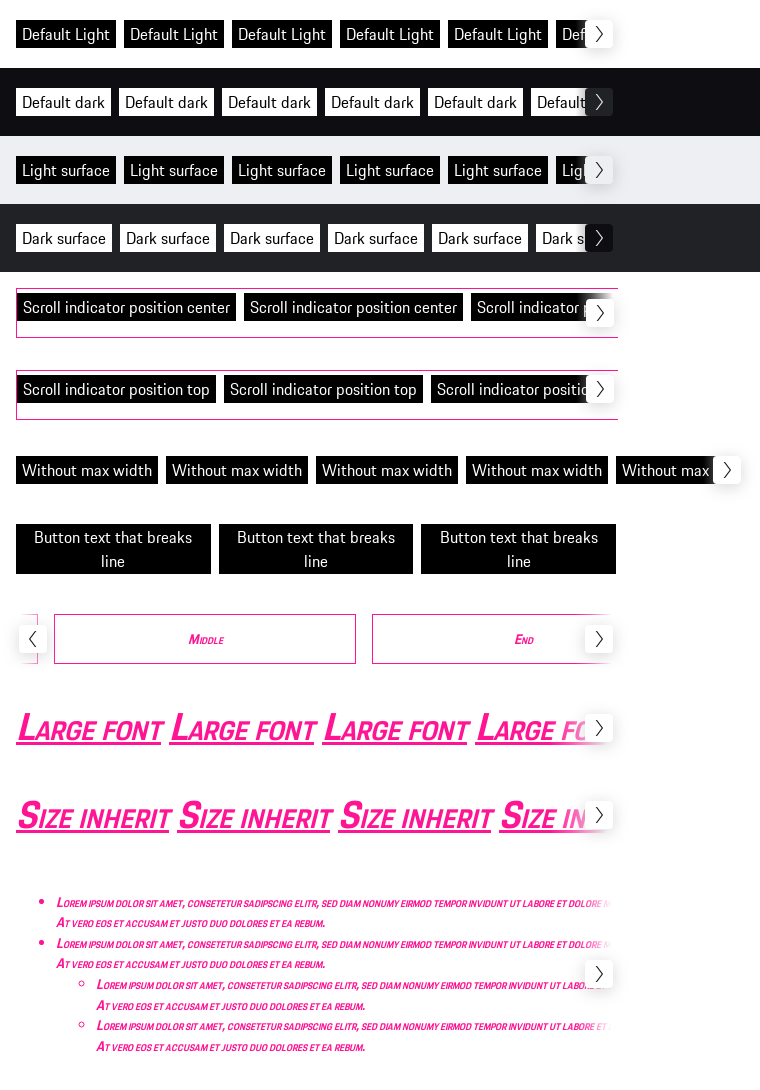 Default Light Default Light Default Light Default Light Default Light
Default dark Default dark Default dark Default dark Default dark Default
Light surface Light surface Light surface Light surface Light surface
Dark surface Dark surface Dark surface Dark surface Dark surface Dark
Scroll indicator position center Scroll indicator position center Scroll indicator
Scroll indicator position top Scroll indicator position top Scroll indicator
Without max width Without max width Without max width Without max width Without max
Button text that breaks line Button text that breaks line Button text that breaks line
Middle End
Large font Large font Large font Large
Size inherit Size inherit Size inherit Size
Lorem ipsum dolor sit amet, consetetur sadipscing elitr, sed diam nonumy eirmod tempor invidunt ut labore et dolore
At vero eos et accusam et justo duo dolores et ea rebum.
Lorem ipsum dolor sit amet, consetetur sadipscing elitr, sed diam nonumy eirmod tempor invidunt ut labore et dolore
At vero eos et accusam et justo duo dolores et ea rebum.
Lorem ipsum dolor sit amet, consetetur sadipscing elitr, sed diam nonumy eirmod tempor invidunt ut labore
At vero eos et accusam et justo duo dolores et ea rebum.
Lorem ipsum dolor sit amet, consetetur sadipscing elitr, sed diam nonumy eirmod tempor invidunt ut labore et
At vero eos et accusam et justo duo dolores et ea rebum.